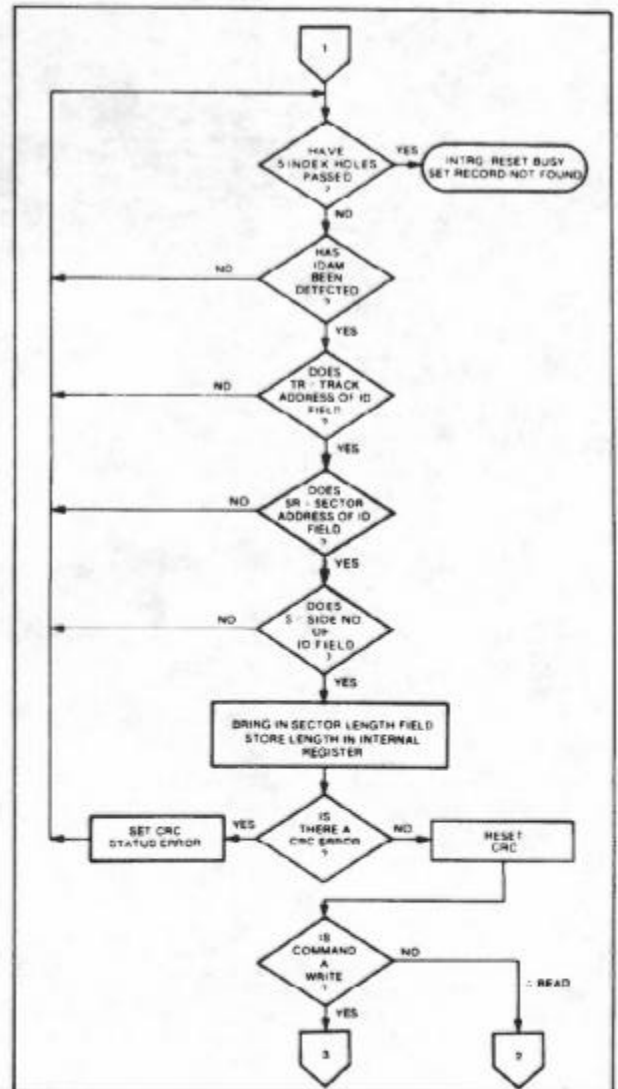 1
HAVE
5 INDEX HOLES
PASSED
?
YES
INTRQ RESET BUSY
SET RECORD-NOT FOUND
NO
HAS
IDAM
BEEN
DETECTED
?
NO
YES
DOES
TR = TRACK
ADDRESS OF ID
FIELD
?
NO
YES
DOES
SR = SECTOR
ADDRESS OF ID
FIELD
?
NO
YES
DOES
S = SIDE NO.
OF
ID FIELD
?
NO
YES
BRING IN SECTOR LENGTH FIELD
STORE LENGTH IN INTERNAL
REGISTER
SET CRC
STATUS ERROR
YES
IS
THERE A
CRC ERROR
?
NO
RESET
CRC
IS
COMMAND
A
WRITE
?
NO
∴ READ
YES
3
2